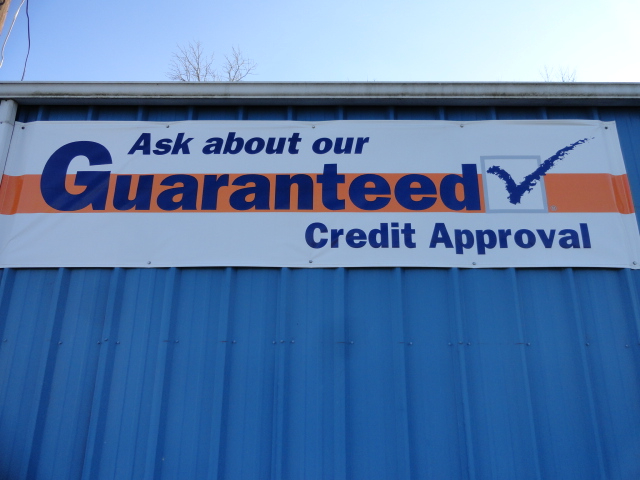 Ask about our
Guaranteed
Credit Approval